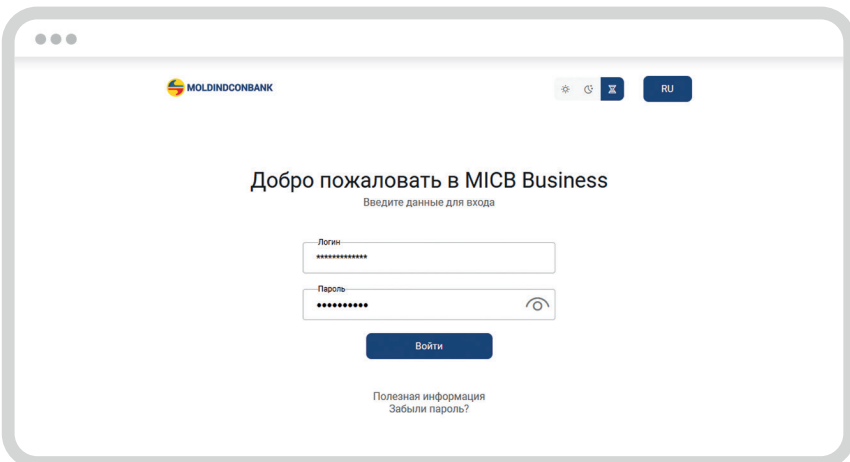 MOLDINDCONBANK
RU
Добро пожаловать в MICB Business
Введите данные для входа
Логин
*************
Пароль
••••••••••
Войти
Полезная информация
Забыли пароль?